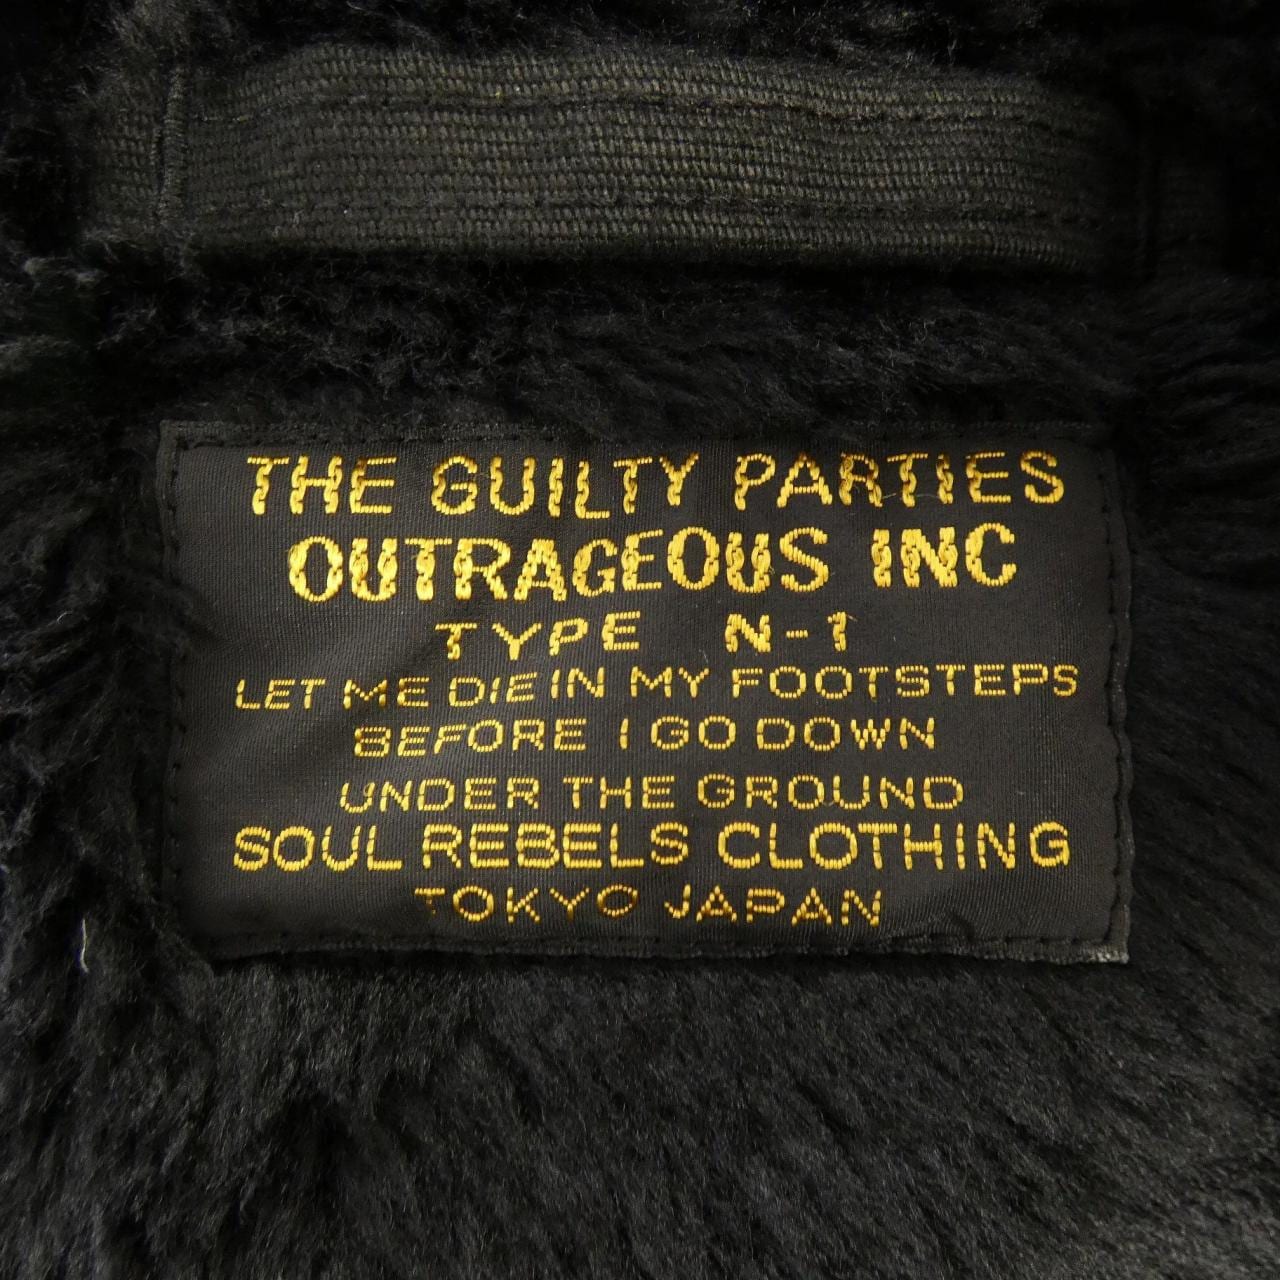 THE GUILTY PARTIES
OUTRAGEOUS INC
TYPE N-1
LET ME DIE IN MY FOOTSTEPS
BEFORE I GO DOWN
UNDER THE GROUND
SOUL REBELS CLOTHING
TOKYO JAPAN